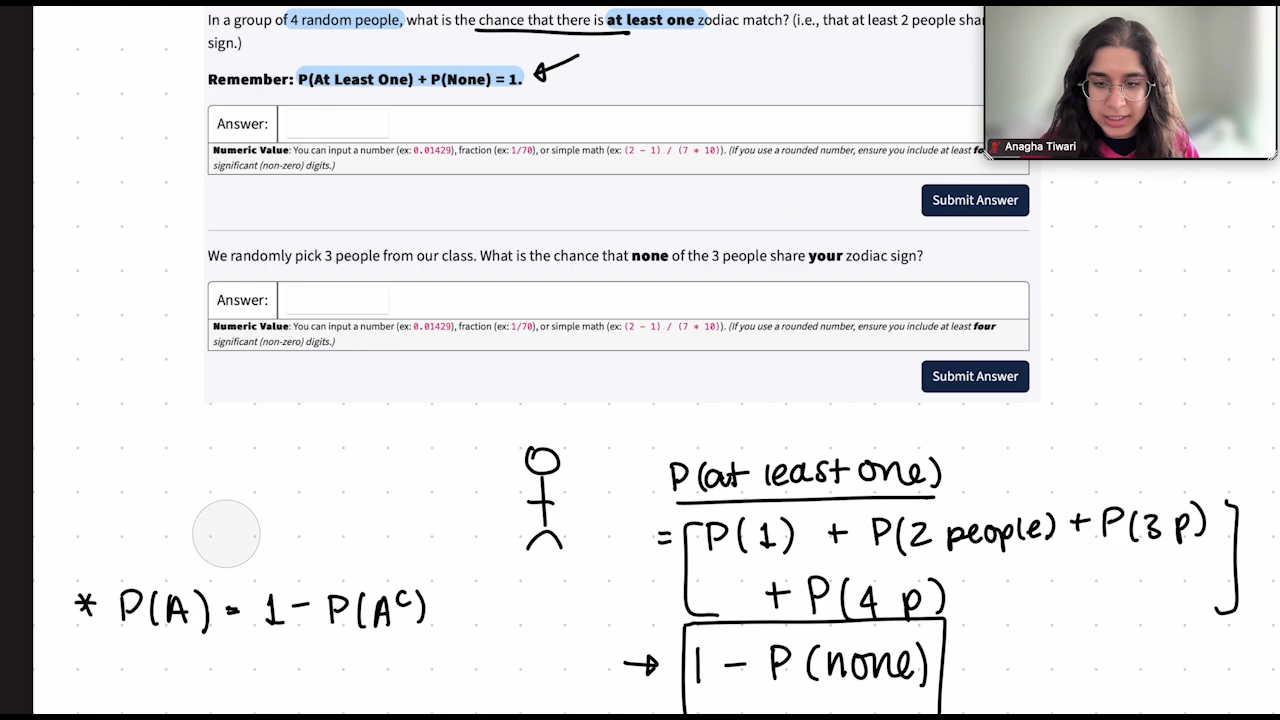 In a group of 4 random people, what is the chance that there is at least one zodiac match? (i.e., that at least 2 people
sign.)
Remember: P(At Least One) + P(None) = 1.
Answer:
Numeric Value: You can input a number (ex: 0.01429), fraction (ex: 1/70), or simple math (ex: (2 - 1) / (7 * 10)). (If you use a rounded number, ensure you include at least
significant (non-zero) digits.)
Submit Answer
We randomly pick 3 people from our class. What is the chance that none of the 3 people share your zodiac sign?
Answer:
Numeric Value: You can input a number (ex: 0.01429), fraction (ex: 1/70), or simple math (ex: (2 - 1) / (7 * 10)). (If you use a rounded number, ensure you include at least four
significant (non-zero) digits.)
Submit Answer
Anagha Tiwari
P(at least one)
= [P(1) + P(2 people) + P(3 p)
+ P(4 p)]
→ 1 - P(none)
* P(A) = 1 - P(Aᶜ)